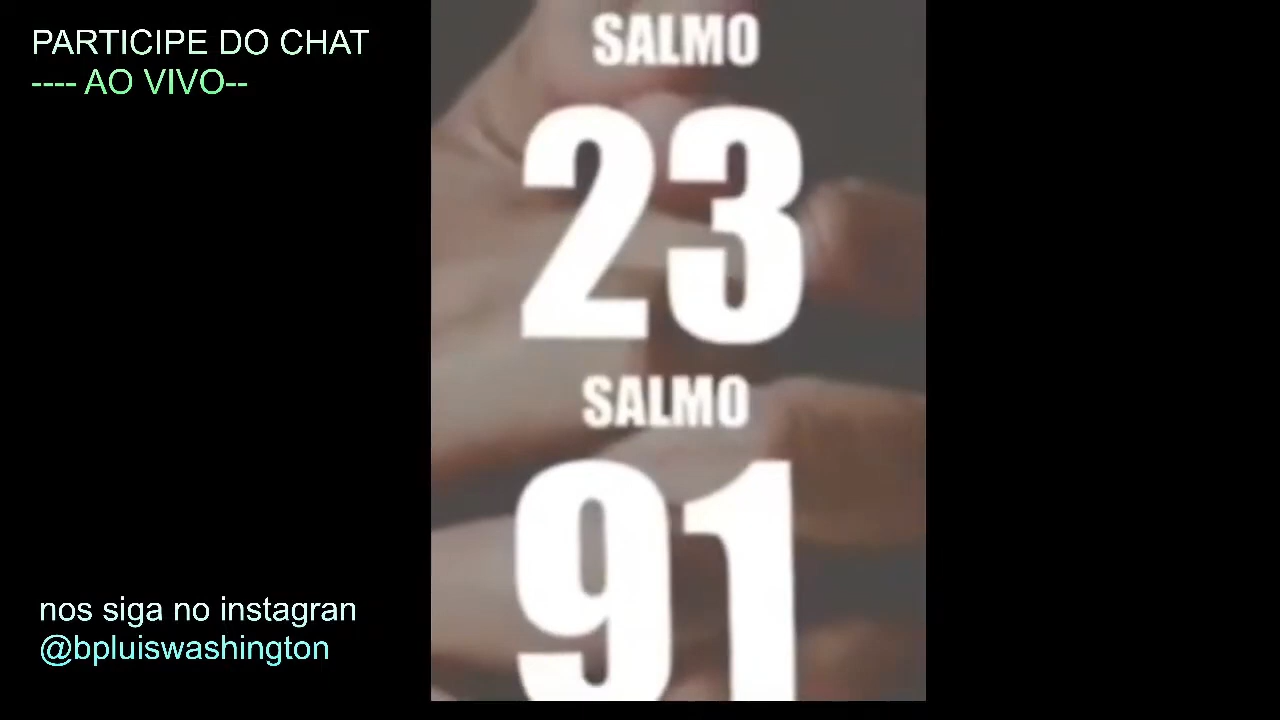 PARTICIPE DO CHAT
---- AO VIVO--
SALMO
23
SALMO
91
nos siga no instagran
@bpluiswashington